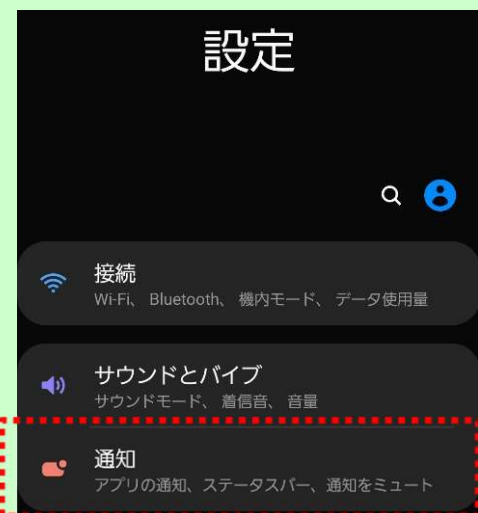 設定
接続
Wi-Fi、 Bluetooth、 機内モード、 データ使用量
サウンドとバイブ
サウンドモード、 着信音、 音量
通知
アプリの通知、ステータスバー、通知をミュート